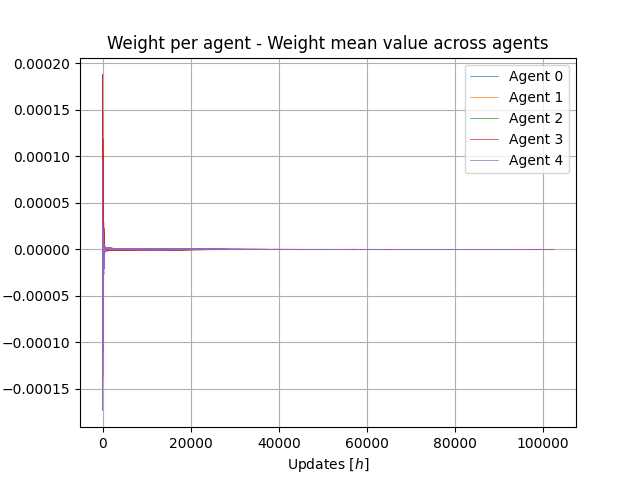 Weight per agent - Weight mean value across agents
0.00020
0.00015
0.00010
0.00005
0.00000
−0.00005
−0.00010
−0.00015
Agent 0
Agent 1
Agent 2
Agent 3
Agent 4
0 20000 40000 60000 80000 100000
Updates [h]